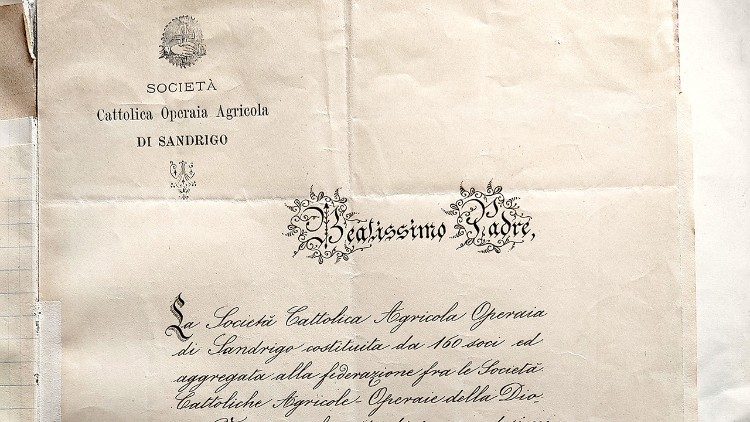 SOCIETÀ
Cattolica Operaia Agricola
DI SANDRIGO
Beatissimo Padre,
La Società Cattolica Agricola Operaia
di Sandrigo costituita da 160 soci ed
aggregata alla federazione fra le Società
Cattoliche Agricole-Operaie della Dio.